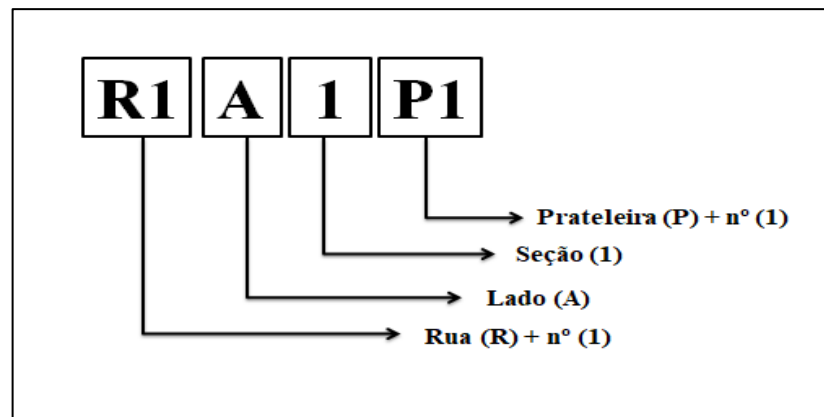 R1 A 1 P1
Prateleira (P) + nº (1)
Seção (1)
Lado (A)
Rua (R) + nº (1)